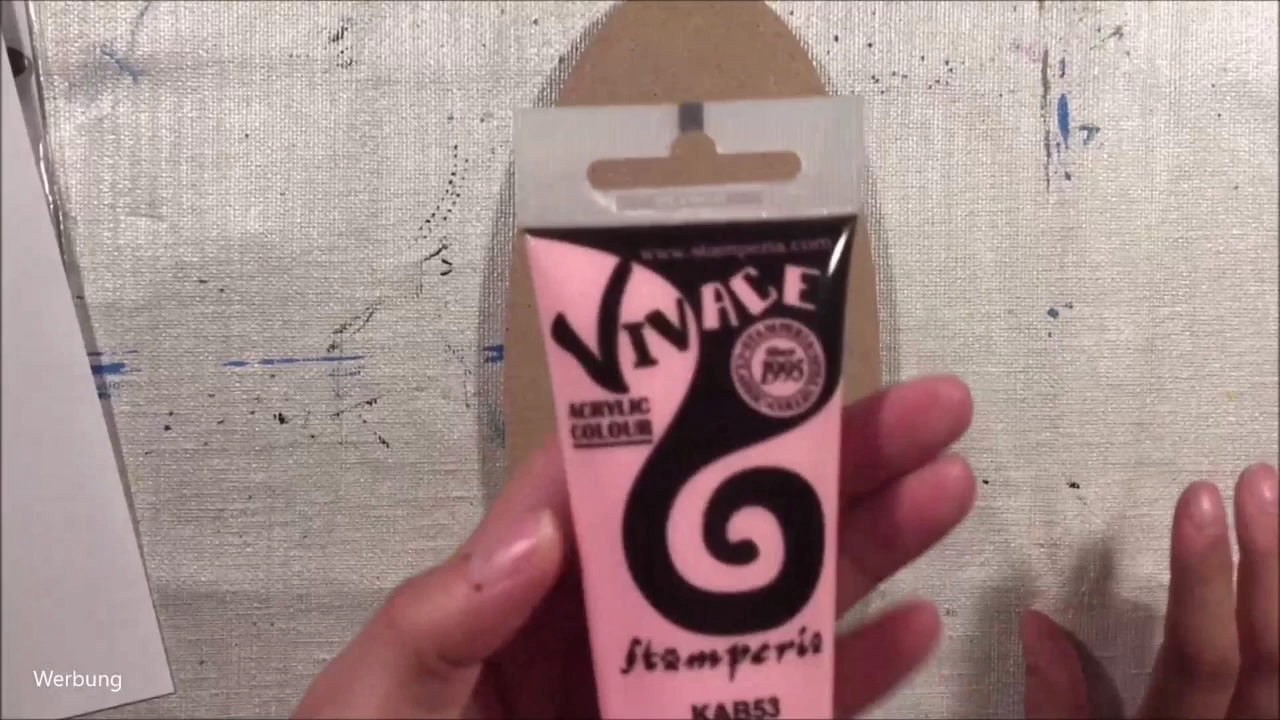 www.stamperia.com
VIVACE
Since
1995
ACRYLIC
COLOUR
Stamperia
KAB53
Werbung